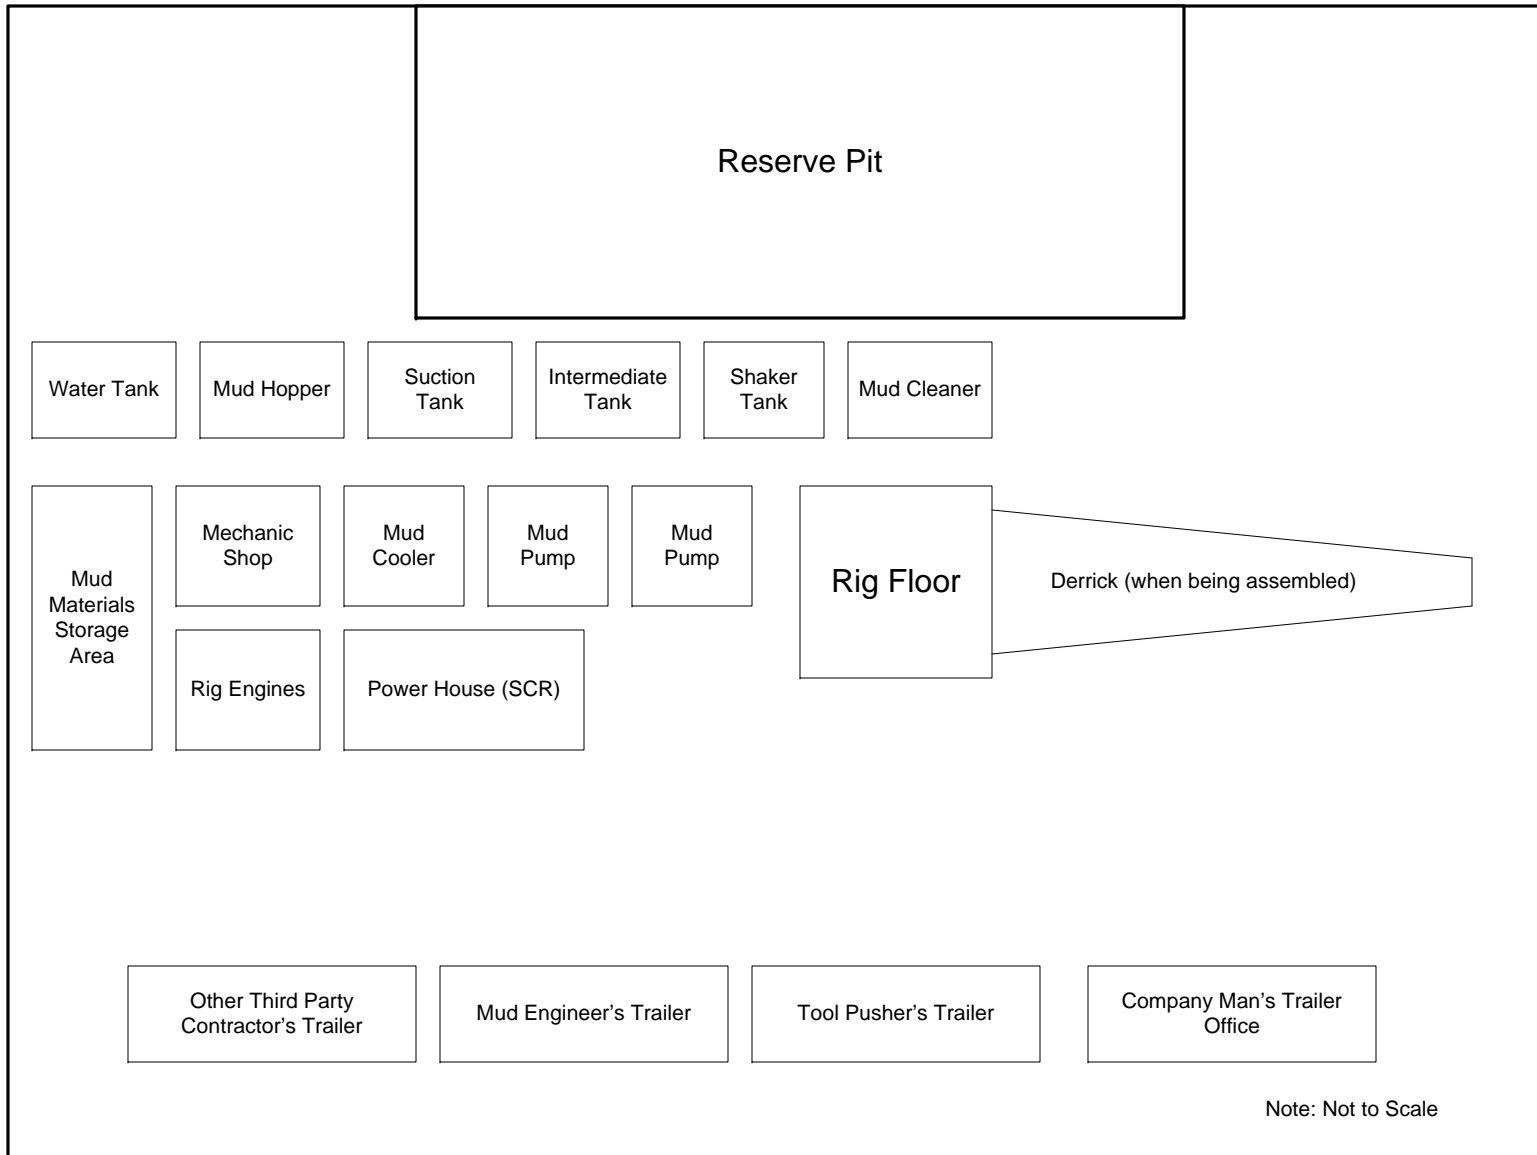 Reserve Pit
Water Tank
Mud Hopper
Suction
Tank
Intermediate
Tank
Shaker
Tank
Mud Cleaner
Mud
Materials
Storage
Area
Mechanic
Shop
Mud
Cooler
Mud
Pump
Mud
Pump
Rig Floor
Derrick (when being assembled)
Rig Engines
Power House (SCR)
Other Third Party
Contractor’s Trailer
Mud Engineer’s Trailer
Tool Pusher’s Trailer
Company Man’s Trailer
Office
Note: Not to Scale